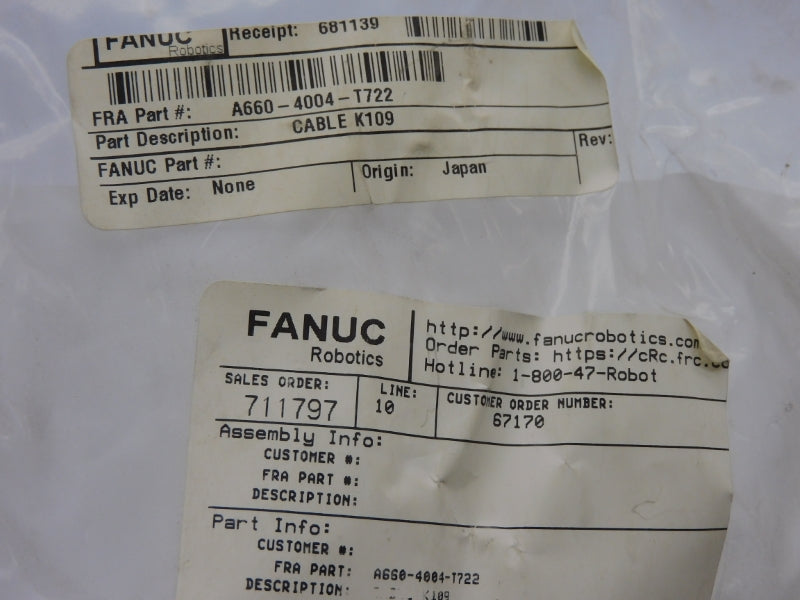 FANUC Robotics Receipt: 681139
FRA Part #: A660-4004-T722
Part Description: CABLE K109
FANUC Part #: Rev:
Exp Date: None Origin: Japan
FANUC
Robotics
http://www.fanucrobotics.com
Order Parts: https://cRc.frc.co
Hotline: 1-800-47-Robot
SALES ORDER: LINE: CUSTOMER ORDER NUMBER:
711797 10 67170
Assembly Info:
CUSTOMER #:
FRA PART #:
DESCRIPTION:
Part Info:
CUSTOMER #:
FRA PART: A660-4004-T722
DESCRIPTION: K109